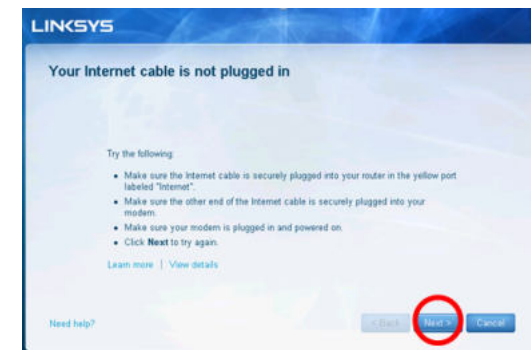 LINKSYS
Your Internet cable is not plugged in
Try the following:
• Make sure the Internet cable is securely plugged into your router in the yellow port
labeled "Internet".
• Make sure the other end of the Internet cable is securely plugged into your
modem.
• Make sure your modem is plugged in and powered on.
• Click Next to try again.
Learn more | View details
Need help? < Back Next > Cancel